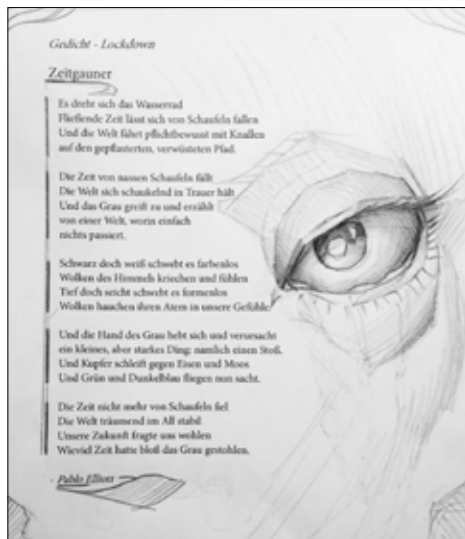 Gedicht - Lockdown
Zeitgauner
Es dreht sich das Wasserrad
Fließende Zeit lässt sich von Schaufeln fallen
Und die Welt fährt pflichtbewusst mit Knallen
auf den gepflasterten, verwüsteten Pfad.
Die Zeit von nassen Schaufeln fällt
Die Welt sich schaukelnd in Trauer hält
Und das Grau greift zu und erzählt
von einer Welt, worin einfach
nichts passiert.
Schwarz doch weiß schwebt es farbenlos
Wolken des Himmels kriechen und fühlen
Tief doch seicht schwebt es formenlos
Wolken hauchen ihren Atem in unsere Gefühle
Und die Hand des Grau hebt sich und verursacht
ein kleines, aber starkes Ding: nämlich einen Stoß.
Und Kupfer schleift gegen Eisen und Moos
Und Grün und Dunkelblau fliegen nun sacht.
Die Zeit nicht mehr von Schaufeln fiel
Die Welt träumend im All stabil
Unsere Zukunft fragte uns wohlen
Wieviel Zeit hatte bloß das Grau gestohlen.
- Pablo Elliott